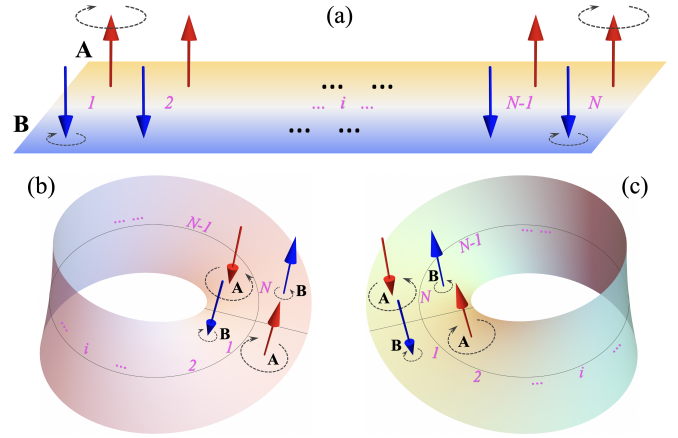 (a)
A
1 2 ... ... ... i ... N-1 N
B
... ...
(b) (c)
... ... N-1 N-1 ... ...
N B B N
B A B A
i ... 2 1 1 2 ... i ...
A